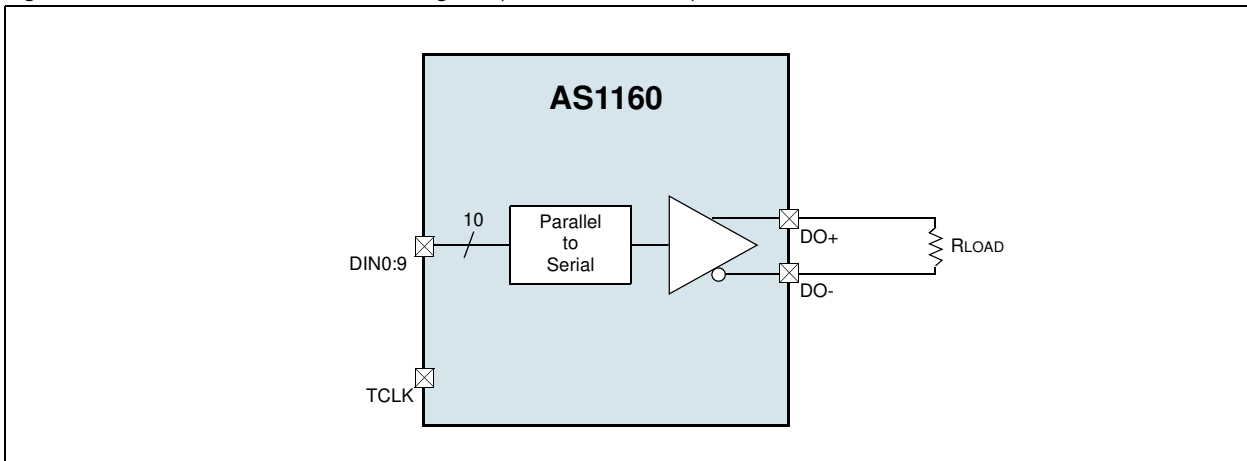 AS1160
10
Parallel
to
Serial
DIN0:9
DO+
RLOAD
DO-
TCLK